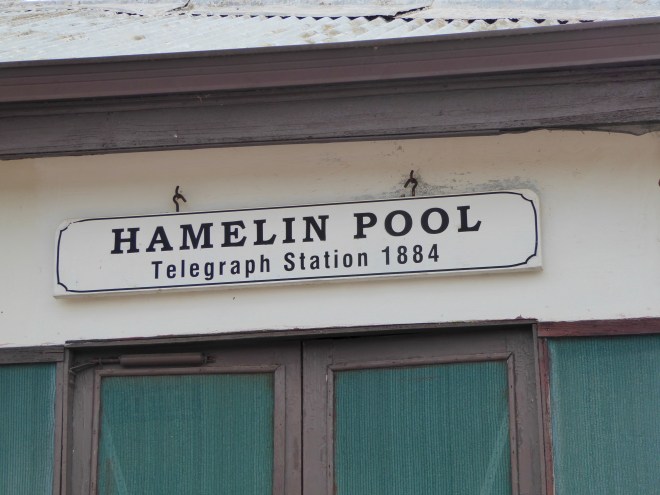 HAMELIN POOL
Telegraph Station 1884